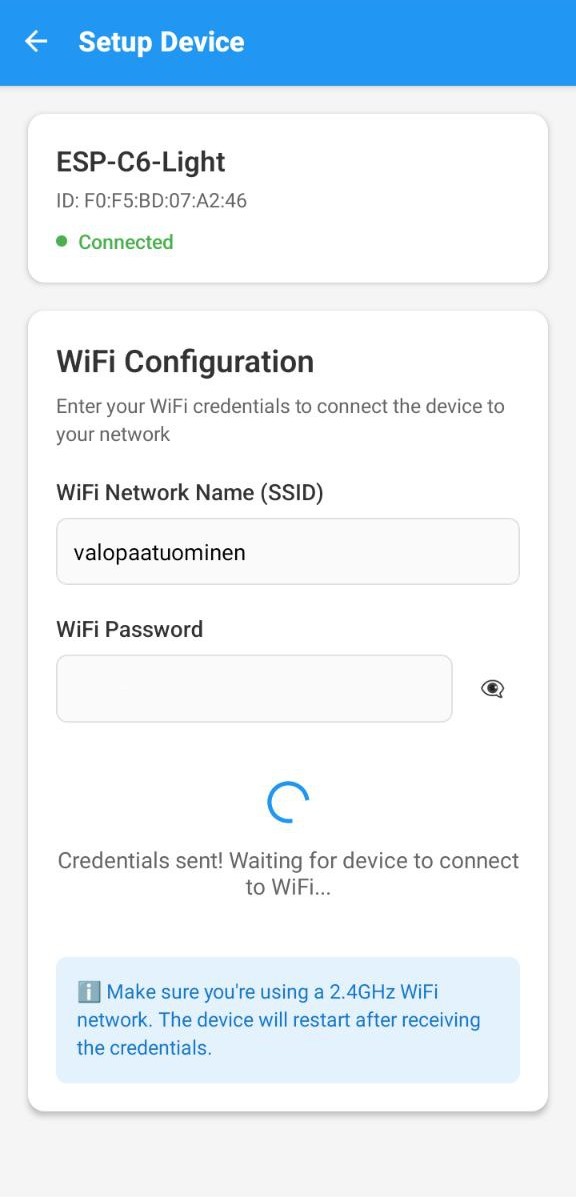 Setup Device
ESP-C6-Light
ID: F0:F5:BD:07:A2:46
Connected
WiFi Configuration
Enter your WiFi credentials to connect the device to
your network
WiFi Network Name (SSID)
valopaatuominen
WiFi Password
Credentials sent! Waiting for device to connect
to WiFi...
ℹ️ Make sure you're using a 2.4GHz WiFi
network. The device will restart after receiving
the credentials.